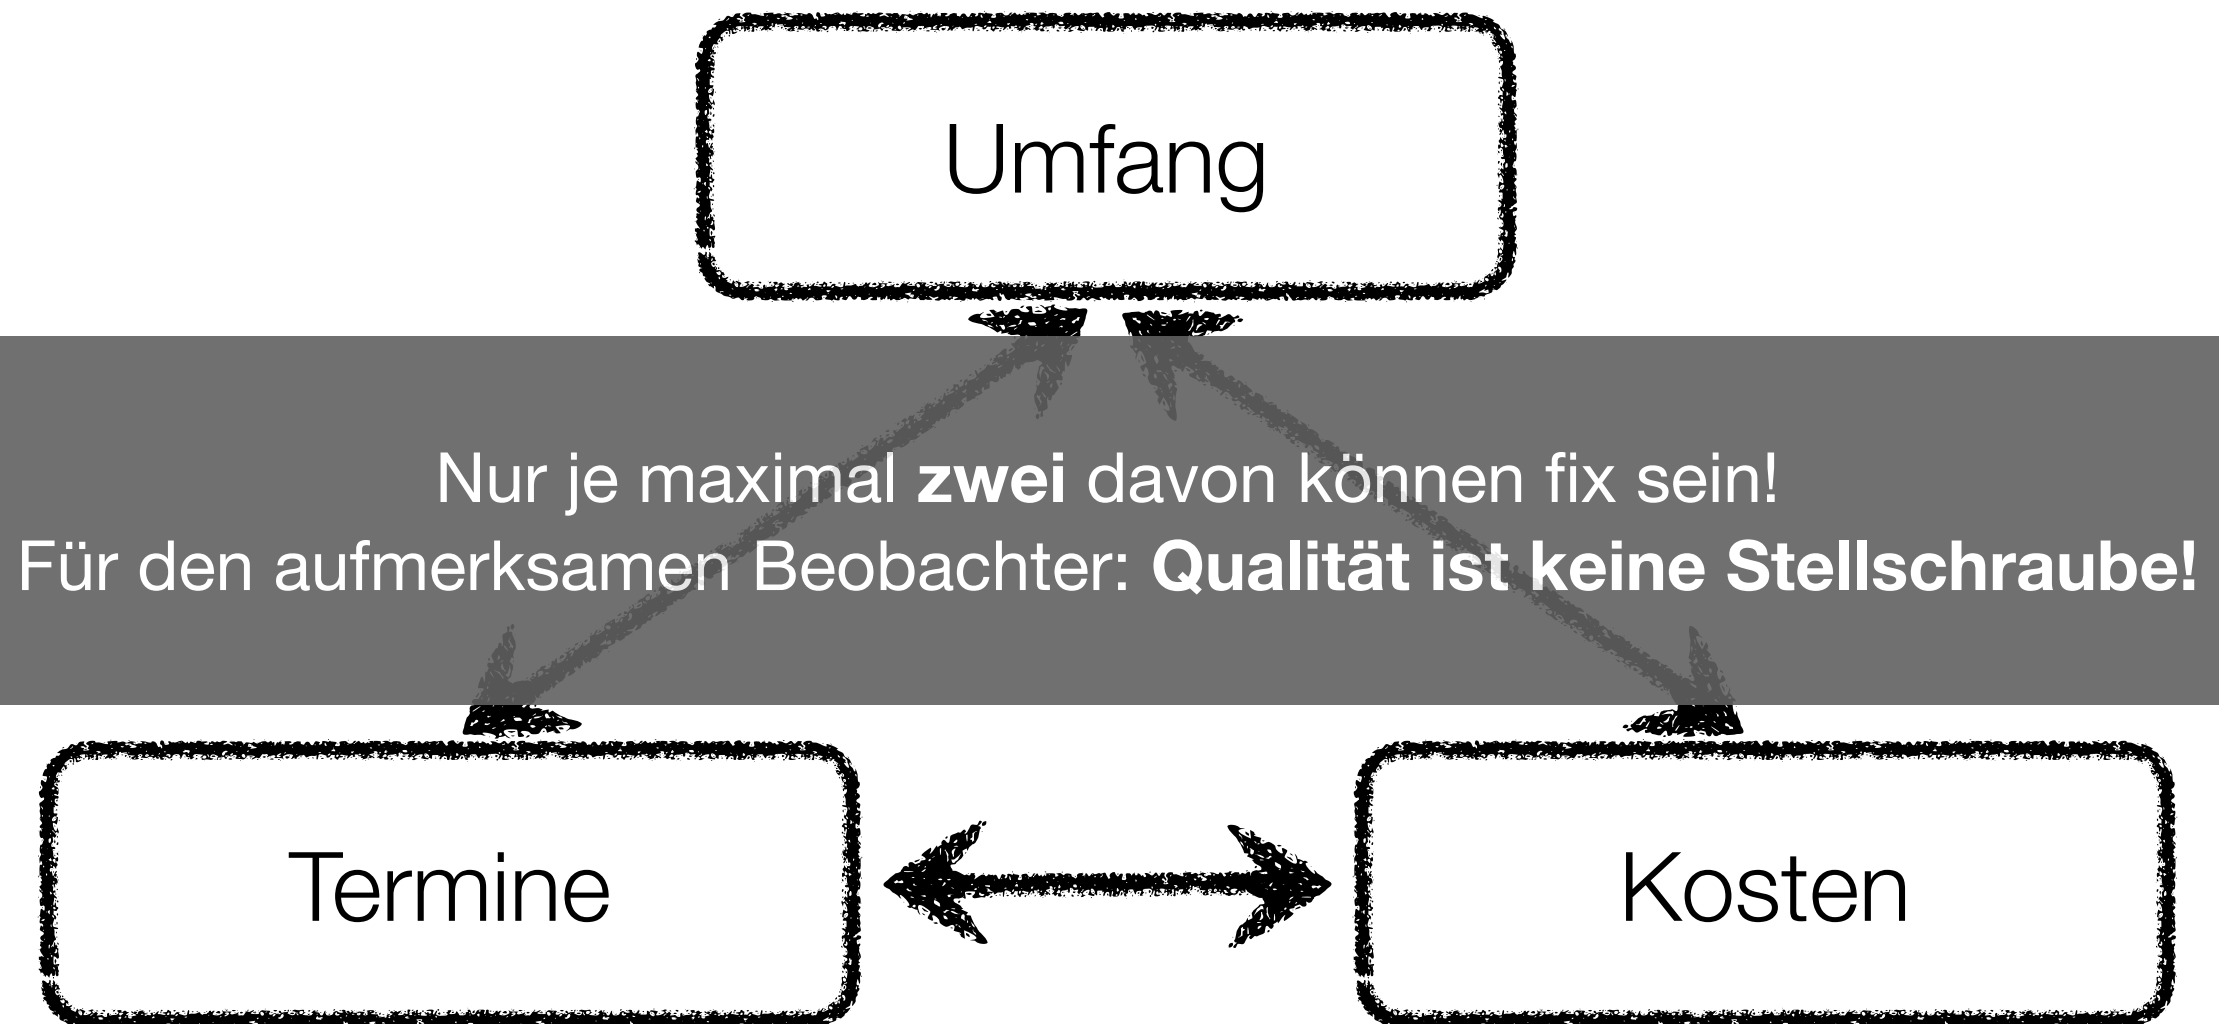 Umfang
Nur je maximal zwei davon können fix sein!
Für den aufmerksamen Beobachter: Qualität ist keine Stellschraube!
Termine
Kosten